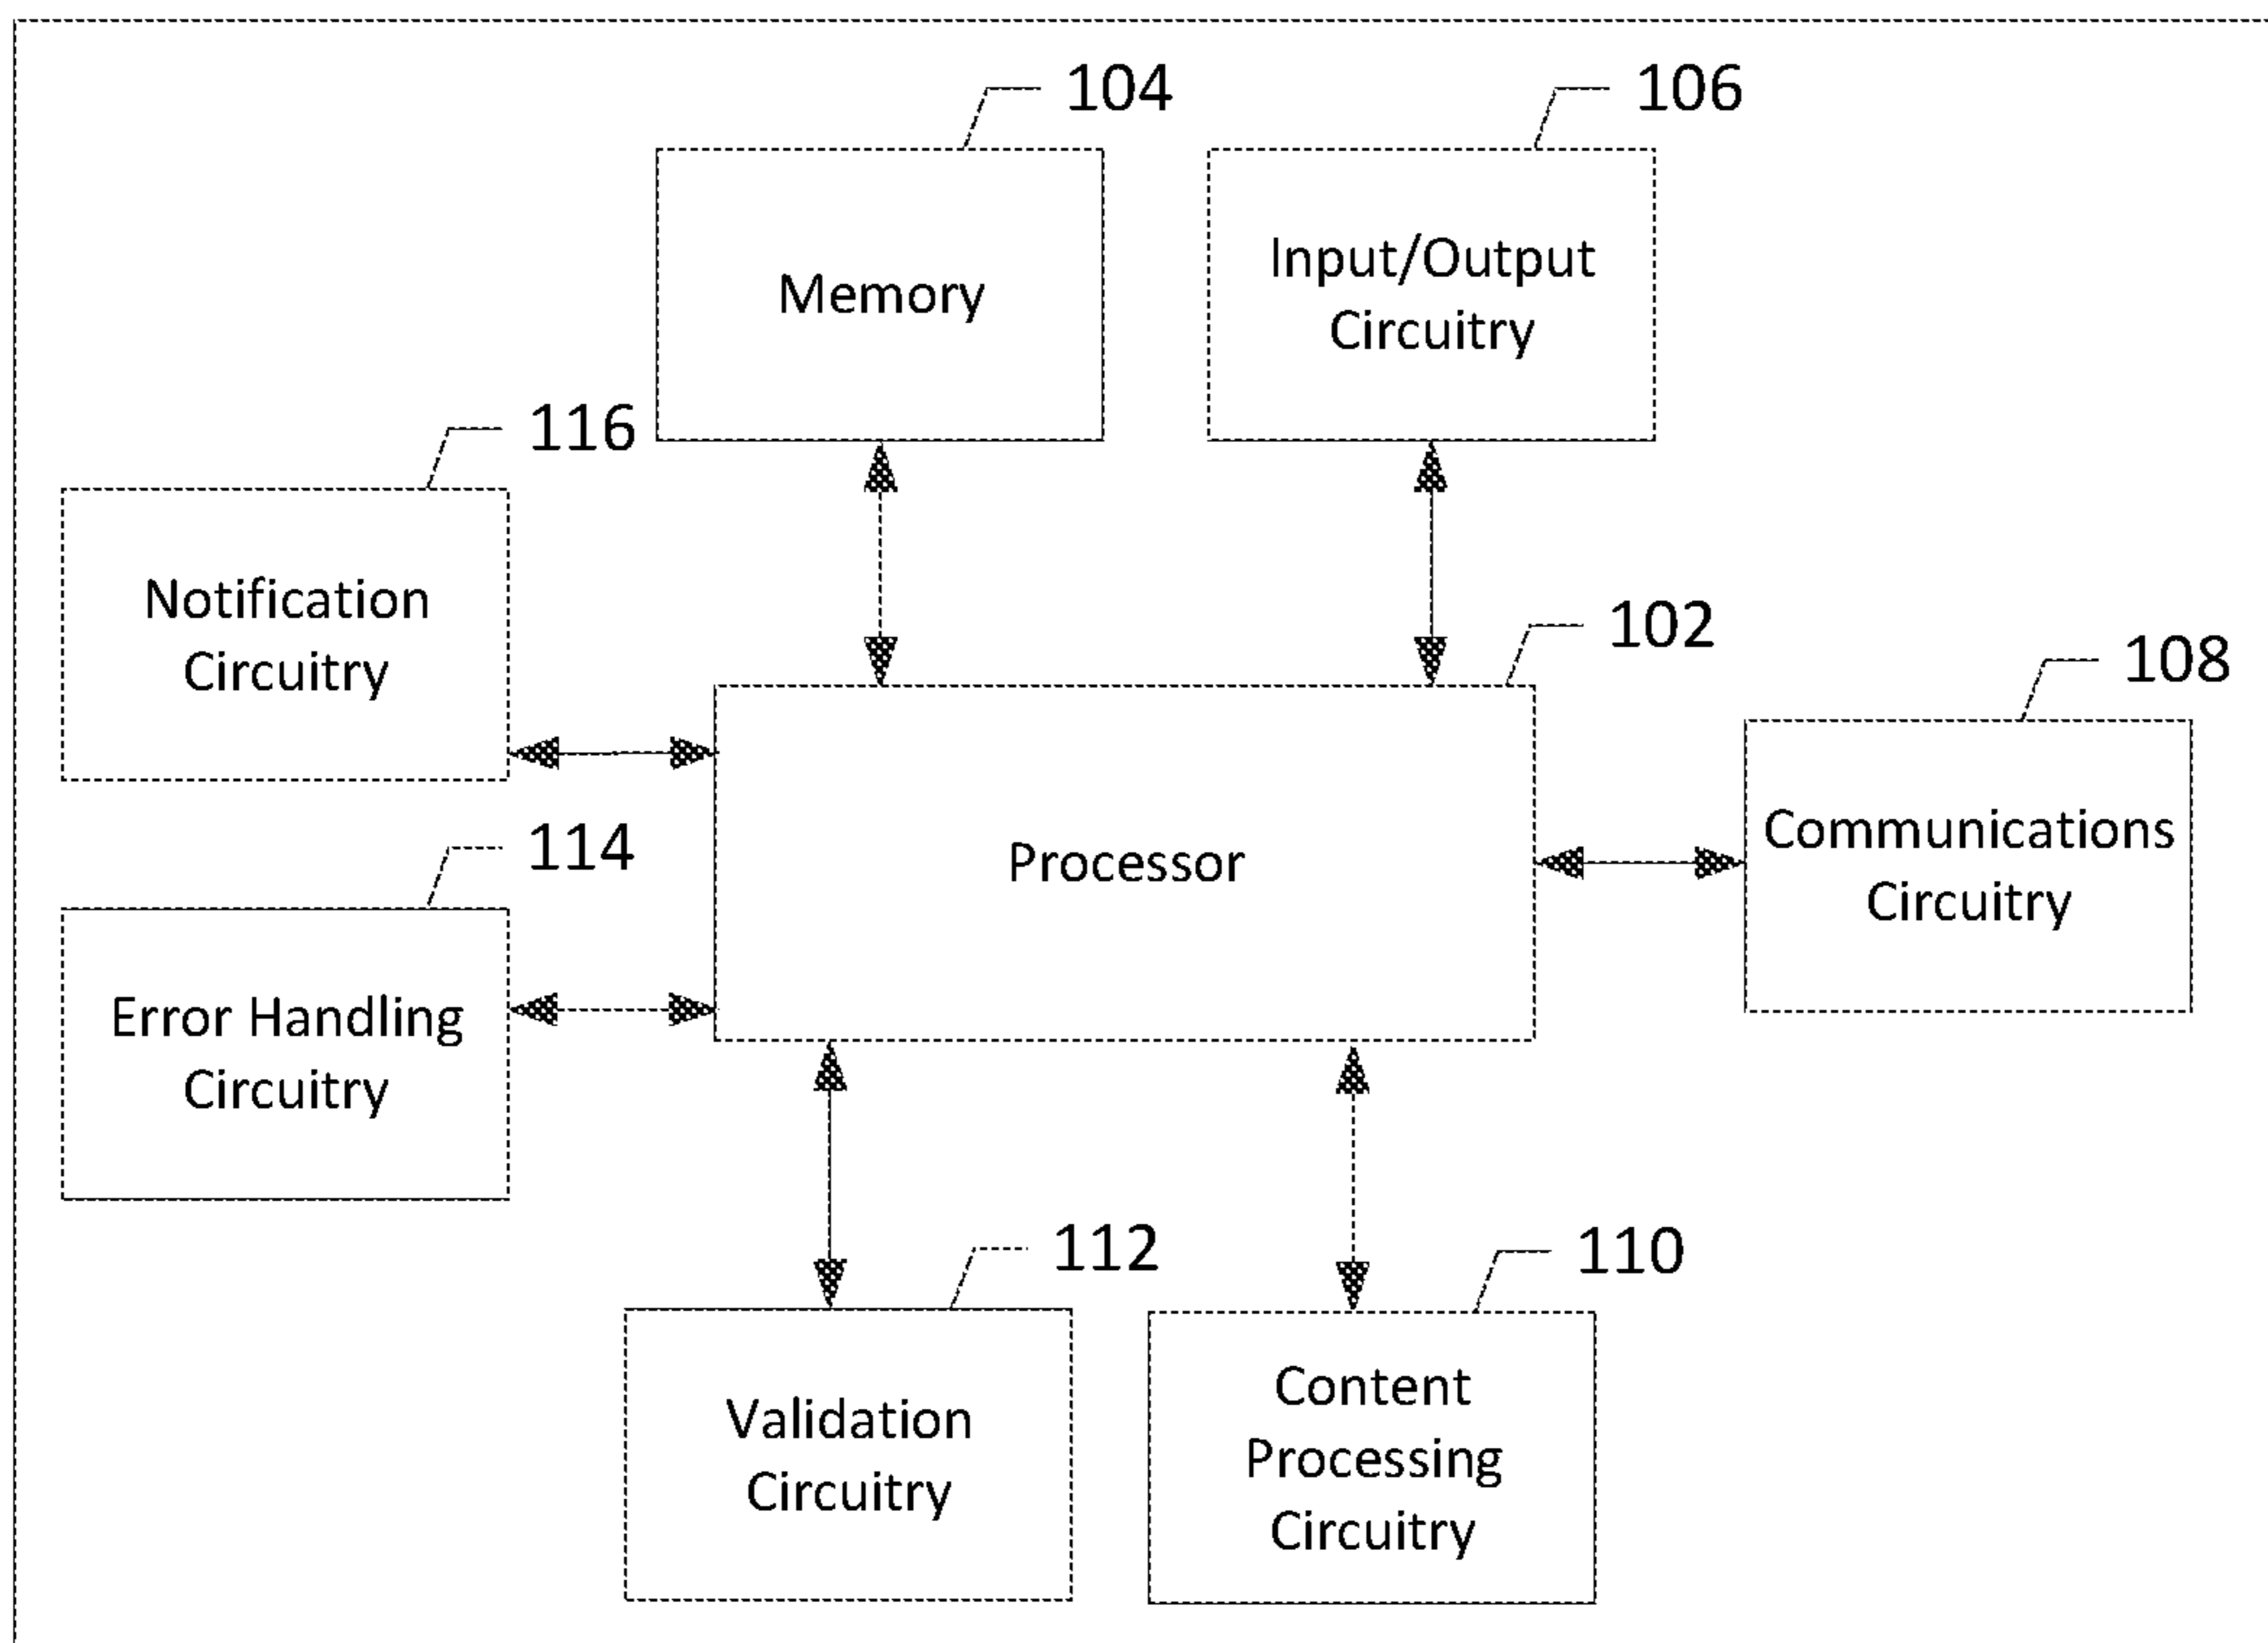 104
106
Memory
Input/Output
Circuitry
116
Notification
Circuitry
102
108
Processor
Communications
Circuitry
114
Error Handling
Circuitry
112
110
Validation
Circuitry
Content
Processing
Circuitry